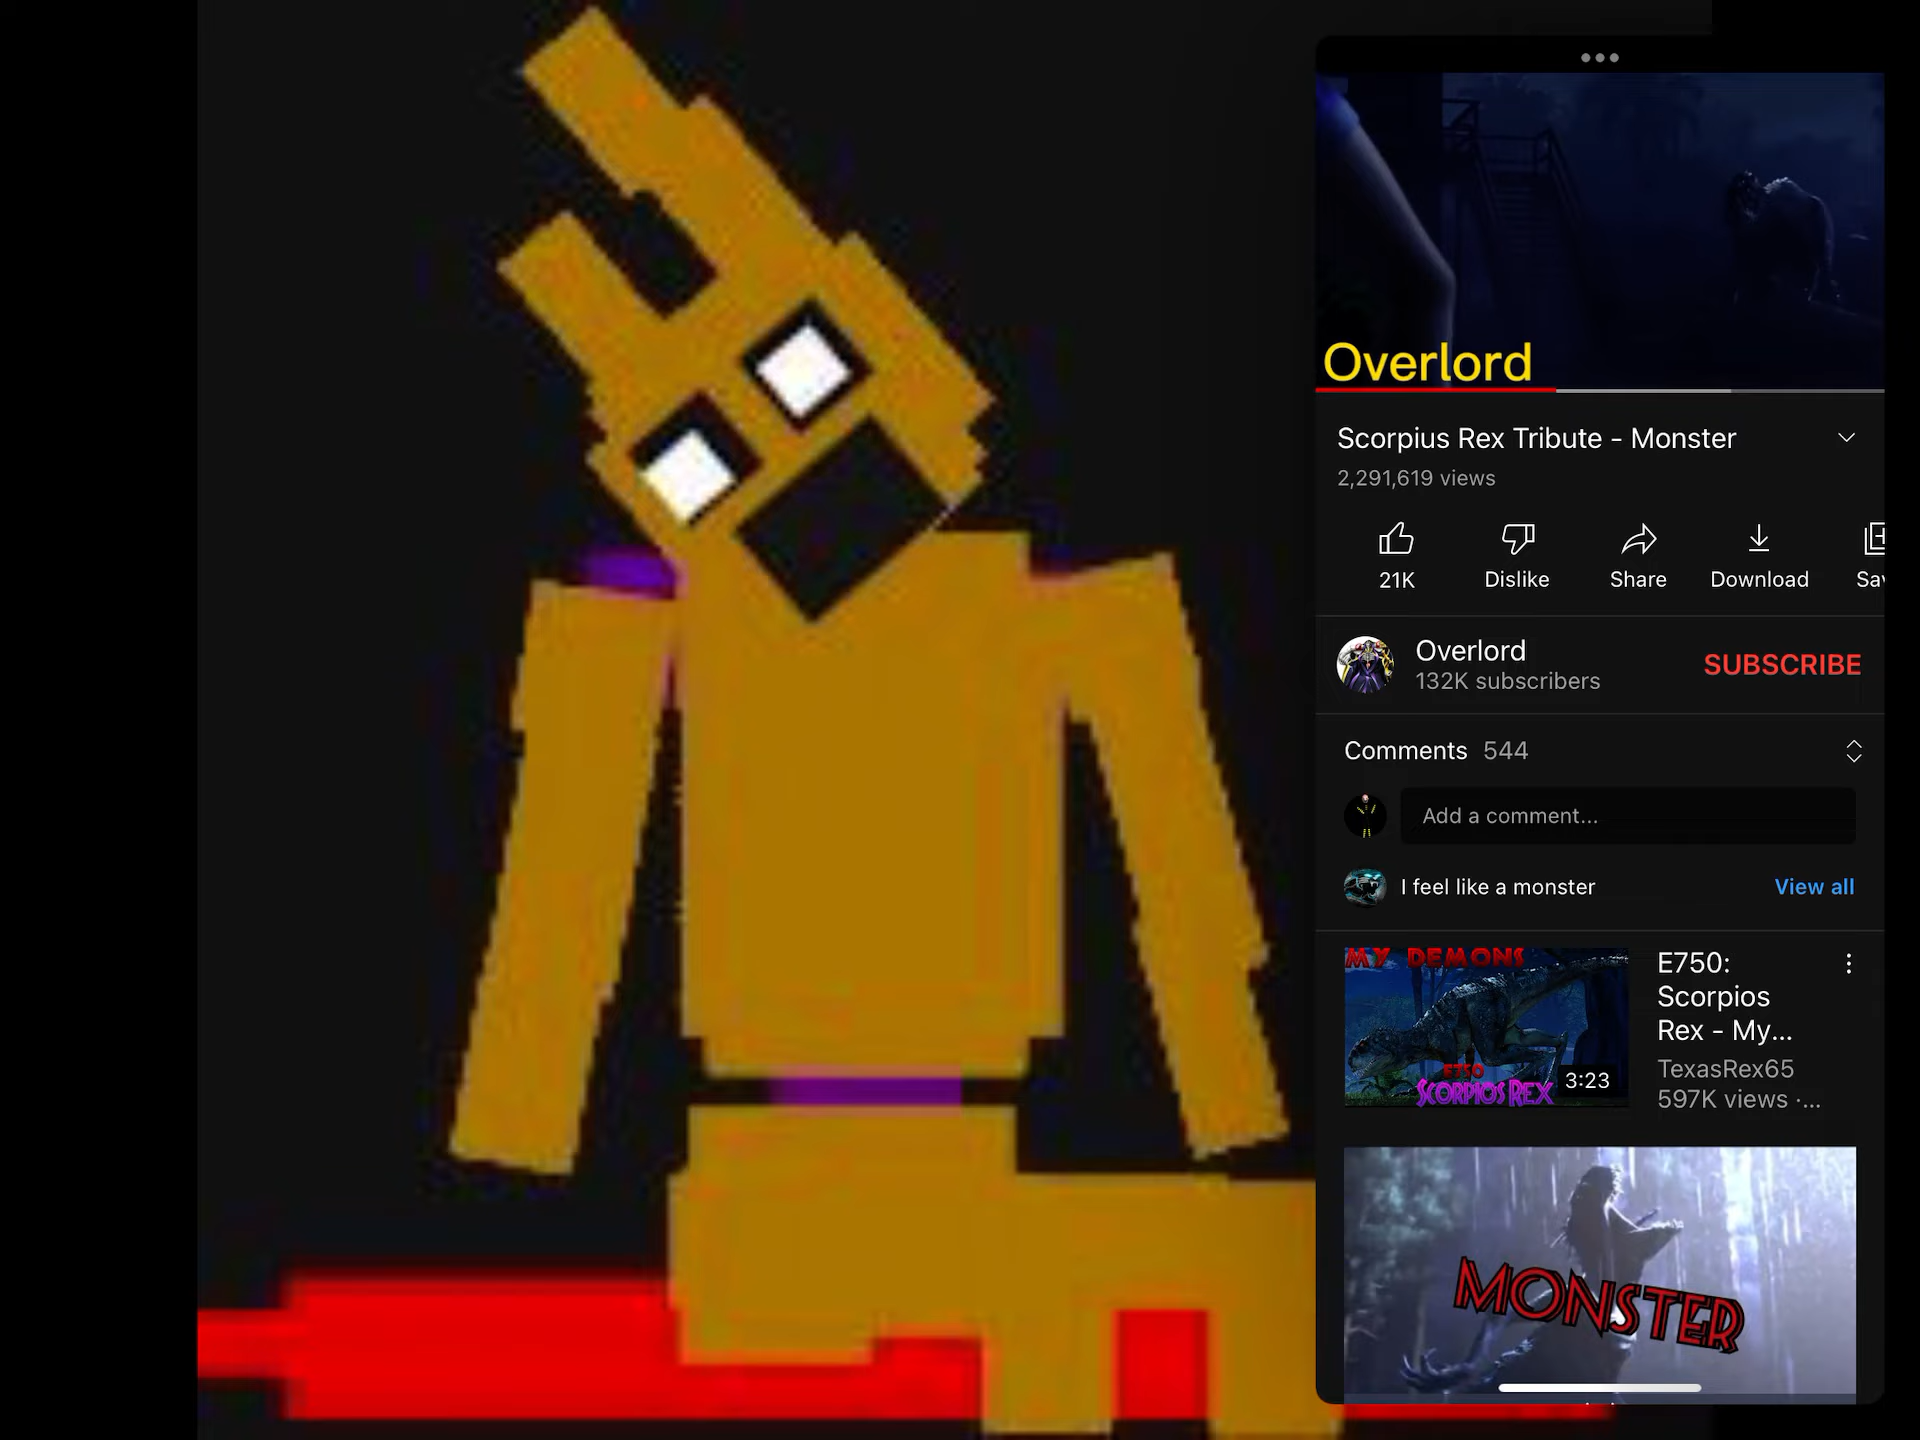 Overlord
Scorpius Rex Tribute - Monster
2,291,619 views
21K
Dislike
Share
Download
Sav
Overlord
132K subscribers
SUBSCRIBE
Comments 544
Add a comment...
I feel like a monster
View all
MY DEMONS
E750
SCORPIOS REX
3:23
E750:
Scorpios
Rex - My...
TexasRex65
597K views ·...
MONSTER